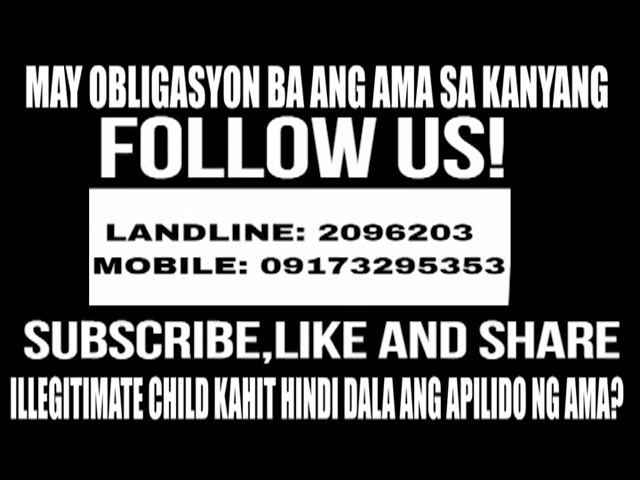 MAY OBLIGASYON BA ANG AMA SA KANYANG
FOLLOW US!
LANDLINE: 2096203
MOBILE: 09173295353
SUBSCRIBE,LIKE AND SHARE
ILLEGITIMATE CHILD KAHIT HINDI DALA ANG APILIDO NG AMA?